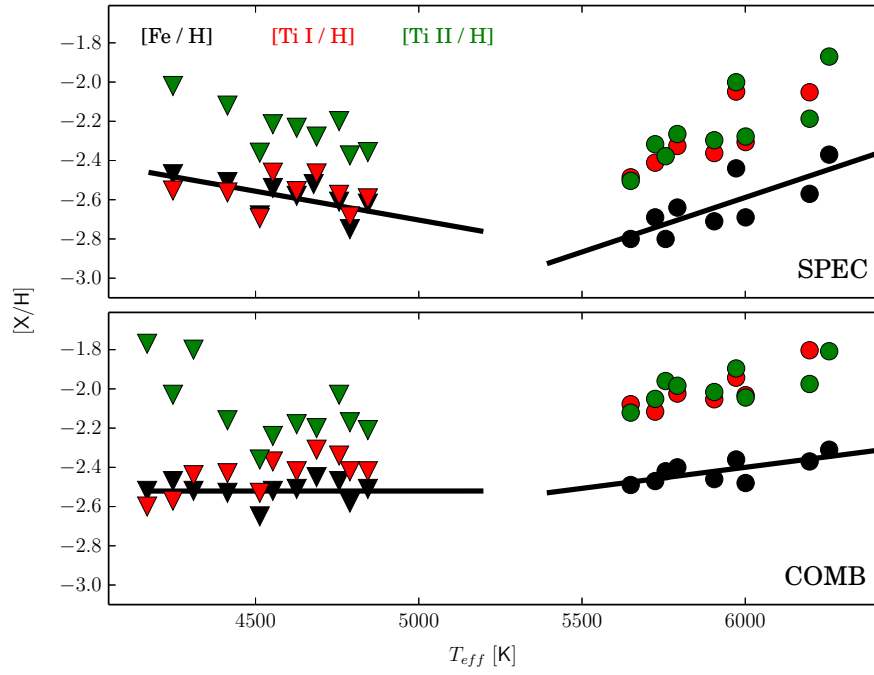 [Fe / H] [Ti I / H] [Ti II / H]
−1.8
−2.0
−2.2
−2.4
−2.6
−2.8
−3.0
SPEC
[X/H]
−1.8
−2.0
−2.2
−2.4
−2.6
−2.8
−3.0
COMB
4500 5000 5500 6000
T_eff [K]